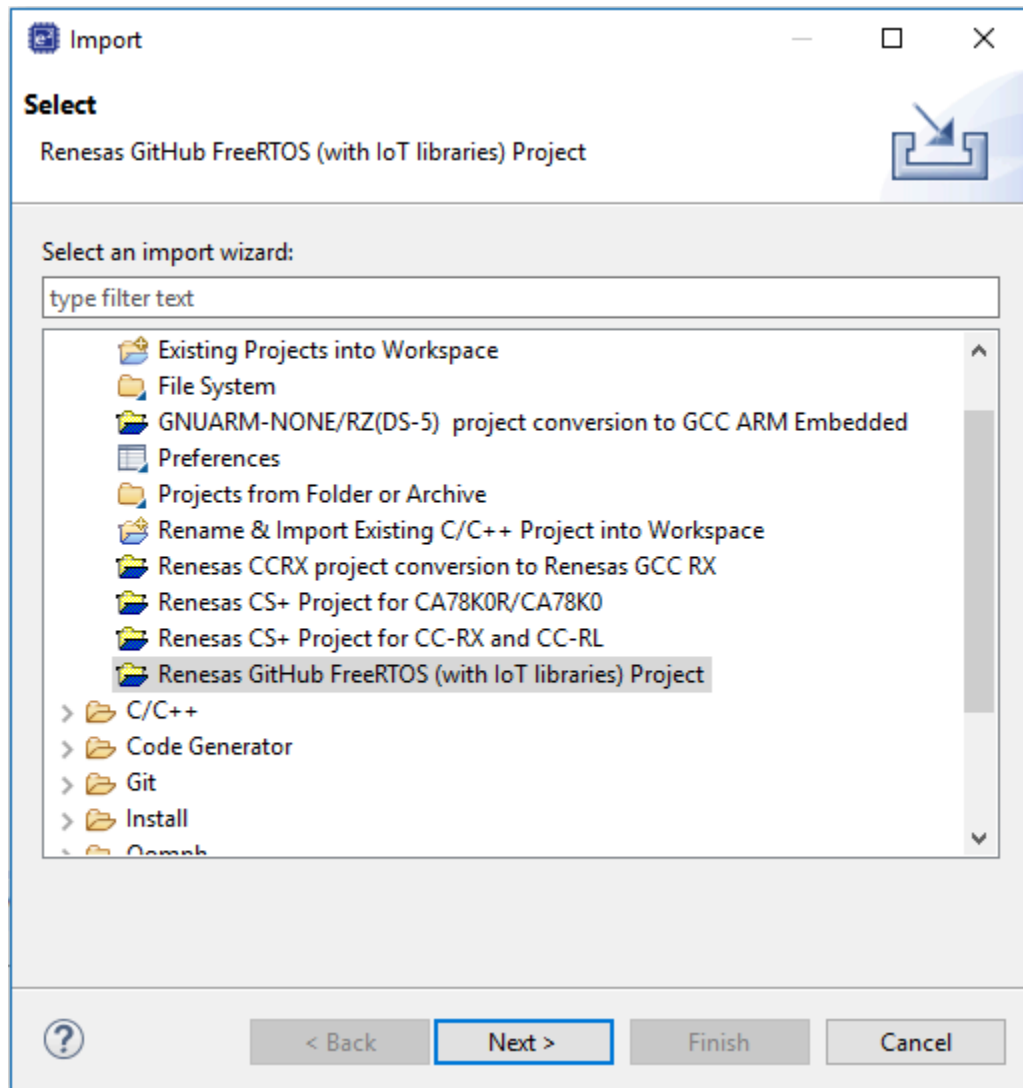 Import
Select
Renesas GitHub FreeRTOS (with IoT libraries) Project
Select an import wizard:
type filter text
Existing Projects into Workspace
File System
GNUARM-NONE/RZ(DS-5)  project conversion to GCC ARM Embedded
Preferences
Projects from Folder or Archive
Rename & Import Existing C/C++ Project into Workspace
Renesas CCRX project conversion to Renesas GCC RX
Renesas CS+ Project for CA78K0R/CA78K0
Renesas CS+ Project for CC-RX and CC-RL
Renesas GitHub FreeRTOS (with IoT libraries) Project
C/C++
Code Generator
Git
Install
Oomph
< Back Next > Finish Cancel